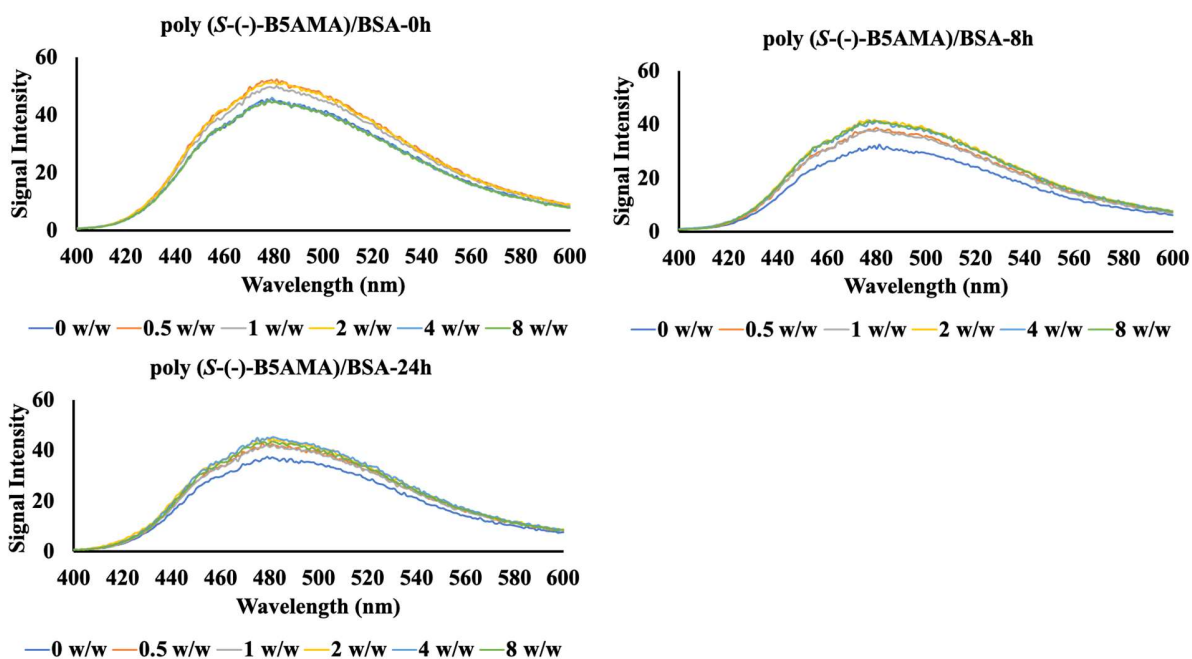 poly (S-(-)-B5AMA)/BSA-0h
60
40
20
0
Signal Intensity
400 420 440 460 480 500 520 540 560 580 600
Wavelength (nm)
0 w/w 0.5 w/w 1 w/w 2 w/w 4 w/w 8 w/w
poly (S-(-)-B5AMA)/BSA-8h
60
40
20
0
Signal Intensity
400 420 440 460 480 500 520 540 560 580 600
Wavelength (nm)
0 w/w 0.5 w/w 1 w/w 2 w/w 4 w/w 8 w/w
poly (S-(-)-B5AMA)/BSA-24h
60
40
20
0
Signal Intensity
400 420 440 460 480 500 520 540 560 580 600
Wavelength (nm)
0 w/w 0.5 w/w 1 w/w 2 w/w 4 w/w 8 w/w